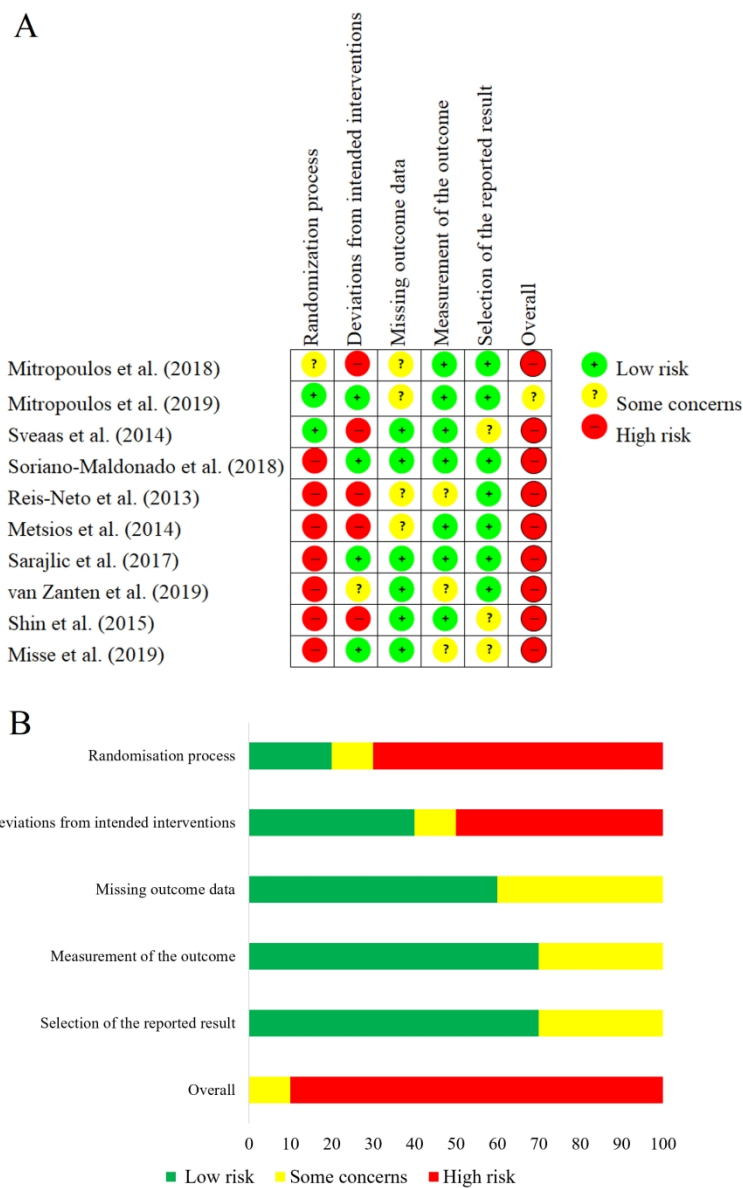 A
Randomization process
Deviations from intended interventions
Missing outcome data
Measurement of the outcome
Selection of the reported result
Overall
Mitropoulos et al. (2018) ? − ? + + −
Mitropoulos et al. (2019) + + ? + + ?
Sveaas et al. (2014) + − + + ? −
Soriano-Maldonado et al. (2018) − + + + + −
Reis-Neto et al. (2013) − − ? ? + −
Metsios et al. (2014) − − ? + + −
Sarajlic et al. (2017) − + + + + −
van Zanten et al. (2019) − ? + ? + −
Shin et al. (2015) − − + + ? −
Misse et al. (2019) − + + ? ? −
+ Low risk
? Some concerns
− High risk
B
Randomisation process
eviations from intended interventions
Missing outcome data
Measurement of the outcome
Selection of the reported result
Overall
0 10 20 30 40 50 60 70 80 90 100
Low risk Some concerns High risk